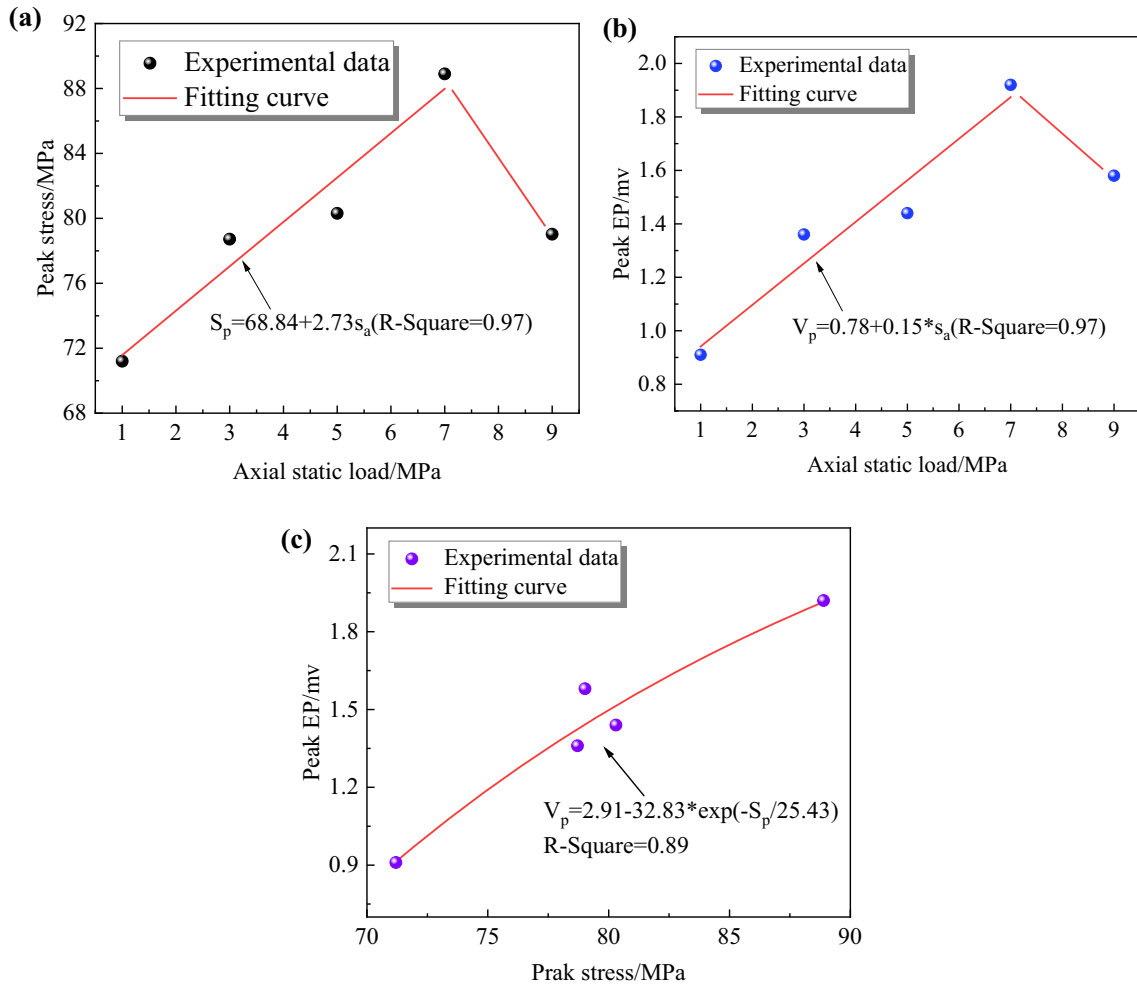 (a)
92
88
84
80
76
72
68
Peak stress/MPa
Experimental data
Fitting curve
S_p=68.84+2.73s_a(R-Square=0.97)
1 2 3 4 5 6 7 8 9
Axial static load/MPa
(b)
2.0
1.8
1.6
1.4
1.2
1.0
0.8
Peak EP/mv
Experimental data
Fitting curve
V_p=0.78+0.15*s_a(R-Square=0.97)
1 2 3 4 5 6 7 8 9
Axial static load/MPa
(c)
2.1
1.8
1.5
1.2
0.9
Peak EP/mv
Experimental data
Fitting curve
V_p=2.91-32.83*exp(-S_p/25.43)
R-Square=0.89
70 75 80 85 90
Prak stress/MPa